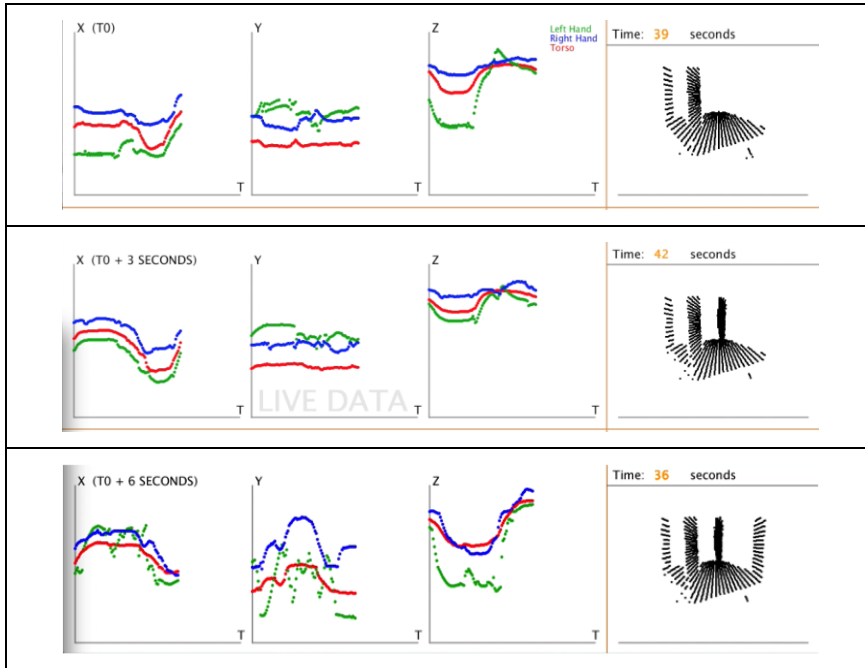 X (T0)
Y
Z
Left Hand
Right Hand
Torso
Time: 39 seconds
T
T
T
X (T0 + 3 SECONDS)
Y
Z
Time: 42 seconds
LIVE DATA
T
T
T
X (T0 + 6 SECONDS)
Y
Z
Time: 36 seconds
T
T
T